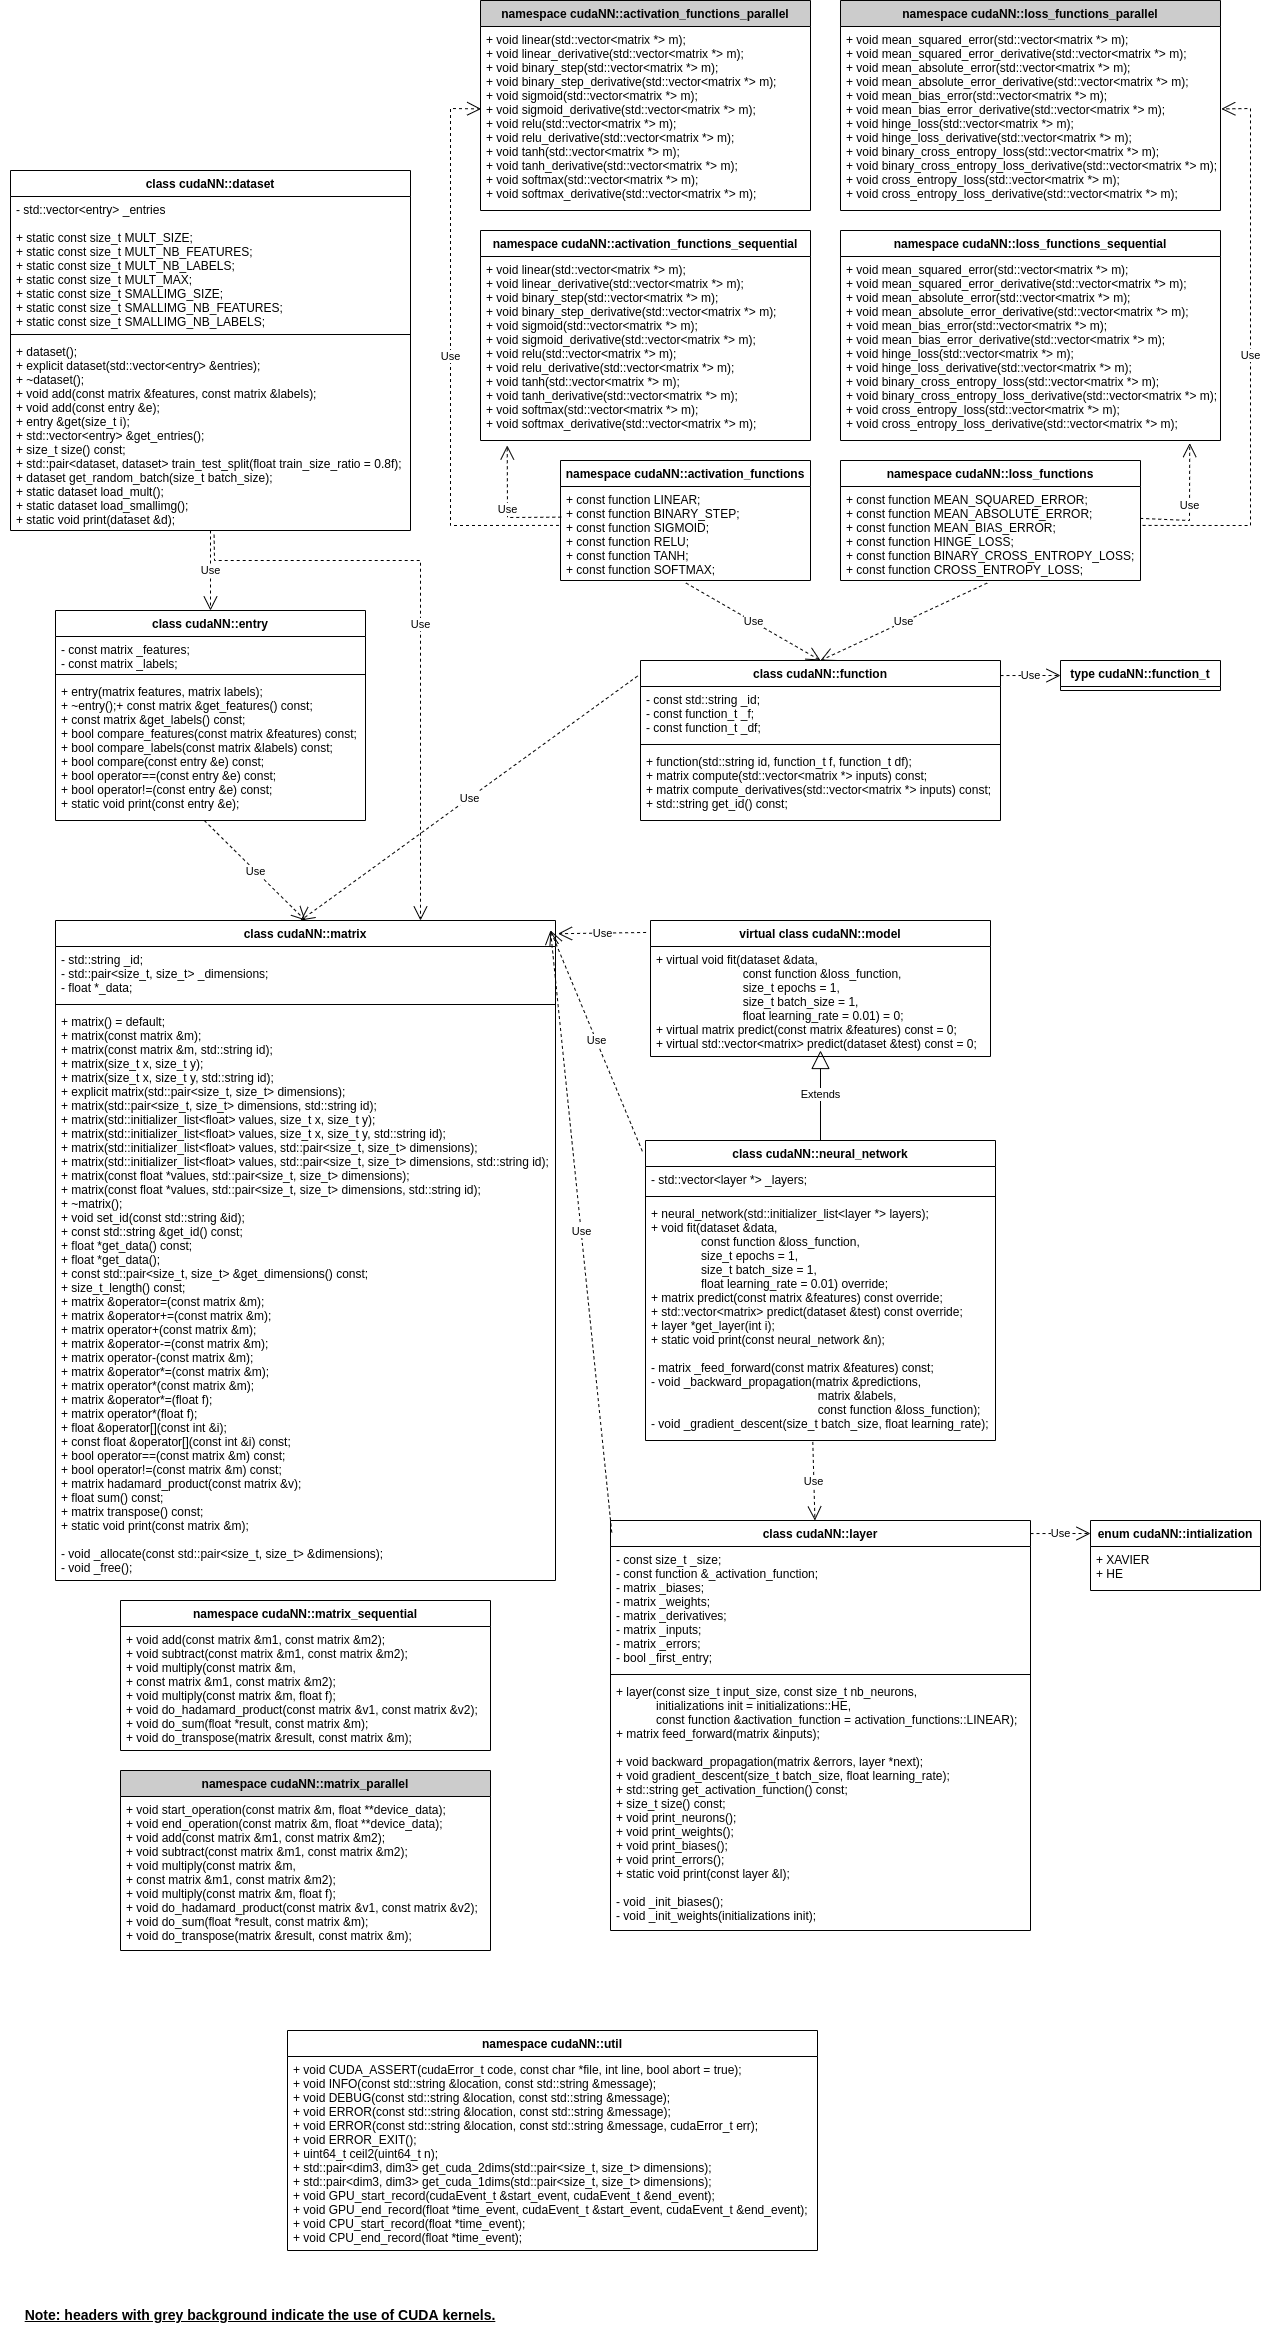 namespace cudaNN::activation_functions_parallel
+ void linear(std::vector<matrix *> m);
+ void linear_derivative(std::vector<matrix *> m);
+ void binary_step(std::vector<matrix *> m);
+ void binary_step_derivative(std::vector<matrix *> m);
+ void sigmoid(std::vector<matrix *> m);
+ void sigmoid_derivative(std::vector<matrix *> m);
+ void relu(std::vector<matrix *> m);
+ void relu_derivative(std::vector<matrix *> m);
+ void tanh(std::vector<matrix *> m);
+ void tanh_derivative(std::vector<matrix *> m);
+ void softmax(std::vector<matrix *> m);
+ void softmax_derivative(std::vector<matrix *> m);
namespace cudaNN::loss_functions_parallel
+ void mean_squared_error(std::vector<matrix *> m);
+ void mean_squared_error_derivative(std::vector<matrix *> m);
+ void mean_absolute_error(std::vector<matrix *> m);
+ void mean_absolute_error_derivative(std::vector<matrix *> m);
+ void mean_bias_error(std::vector<matrix *> m);
+ void mean_bias_error_derivative(std::vector<matrix *> m);
+ void hinge_loss(std::vector<matrix *> m);
+ void hinge_loss_derivative(std::vector<matrix *> m);
+ void binary_cross_entropy_loss(std::vector<matrix *> m);
+ void binary_cross_entropy_loss_derivative(std::vector<matrix *> m);
+ void cross_entropy_loss(std::vector<matrix *> m);
+ void cross_entropy_loss_derivative(std::vector<matrix *> m);
class cudaNN::dataset
- std::vector<entry> _entries
+ static const size_t MULT_SIZE;
+ static const size_t MULT_NB_FEATURES;
+ static const size_t MULT_NB_LABELS;
+ static const size_t MULT_MAX;
+ static const size_t SMALLIMG_SIZE;
+ static const size_t SMALLIMG_NB_FEATURES;
+ static const size_t SMALLIMG_NB_LABELS;
+ dataset();
+ explicit dataset(std::vector<entry> &entries);
+ ~dataset();
+ void add(const matrix &features, const matrix &labels);
+ void add(const entry &e);
+ entry &get(size_t i);
+ std::vector<entry> &get_entries();
+ size_t size() const;
+ std::pair<dataset, dataset> train_test_split(float train_size_ratio = 0.8f);
+ dataset get_random_batch(size_t batch_size);
+ static dataset load_mult();
+ static dataset load_smallimg();
+ static void print(dataset &d);
namespace cudaNN::activation_functions_sequential
+ void linear(std::vector<matrix *> m);
+ void linear_derivative(std::vector<matrix *> m);
+ void binary_step(std::vector<matrix *> m);
+ void binary_step_derivative(std::vector<matrix *> m);
+ void sigmoid(std::vector<matrix *> m);
+ void sigmoid_derivative(std::vector<matrix *> m);
+ void relu(std::vector<matrix *> m);
+ void relu_derivative(std::vector<matrix *> m);
+ void tanh(std::vector<matrix *> m);
+ void tanh_derivative(std::vector<matrix *> m);
+ void softmax(std::vector<matrix *> m);
+ void softmax_derivative(std::vector<matrix *> m);
namespace cudaNN::loss_functions_sequential
+ void mean_squared_error(std::vector<matrix *> m);
+ void mean_squared_error_derivative(std::vector<matrix *> m);
+ void mean_absolute_error(std::vector<matrix *> m);
+ void mean_absolute_error_derivative(std::vector<matrix *> m);
+ void mean_bias_error(std::vector<matrix *> m);
+ void mean_bias_error_derivative(std::vector<matrix *> m);
+ void hinge_loss(std::vector<matrix *> m);
+ void hinge_loss_derivative(std::vector<matrix *> m);
+ void binary_cross_entropy_loss(std::vector<matrix *> m);
+ void binary_cross_entropy_loss_derivative(std::vector<matrix *> m);
+ void cross_entropy_loss(std::vector<matrix *> m);
+ void cross_entropy_loss_derivative(std::vector<matrix *> m);
Use
Use
Use
Use
namespace cudaNN::activation_functions
+ const function LINEAR;
+ const function BINARY_STEP;
+ const function SIGMOID;
+ const function RELU;
+ const function TANH;
+ const function SOFTMAX;
namespace cudaNN::loss_functions
+ const function MEAN_SQUARED_ERROR;
+ const function MEAN_ABSOLUTE_ERROR;
+ const function MEAN_BIAS_ERROR;
+ const function HINGE_LOSS;
+ const function BINARY_CROSS_ENTROPY_LOSS;
+ const function CROSS_ENTROPY_LOSS;
Use
Use
Use
Use
class cudaNN::entry
- const matrix _features;
- const matrix _labels;
+ entry(matrix features, matrix labels);
+ ~entry();+ const matrix &get_features() const;
+ const matrix &get_labels() const;
+ bool compare_features(const matrix &features) const;
+ bool compare_labels(const matrix &labels) const;
+ bool compare(const entry &e) const;
+ bool operator==(const entry &e) const;
+ bool operator!=(const entry &e) const;
+ static void print(const entry &e);
class cudaNN::function
- const std::string _id;
- const function_t _f;
- const function_t _df;
+ function(std::string id, function_t f, function_t df);
+ matrix compute(std::vector<matrix *> inputs) const;
+ matrix compute_derivatives(std::vector<matrix *> inputs) const;
+ std::string get_id() const;
Use
type cudaNN::function_t
Use
Use
class cudaNN::matrix
- std::string _id;
- std::pair<size_t, size_t> _dimensions;
- float *_data;
+ matrix() = default;
+ matrix(const matrix &m);
+ matrix(const matrix &m, std::string id);
+ matrix(size_t x, size_t y);
+ matrix(size_t x, size_t y, std::string id);
+ explicit matrix(std::pair<size_t, size_t> dimensions);
+ matrix(std::pair<size_t, size_t> dimensions, std::string id);
+ matrix(std::initializer_list<float> values, size_t x, size_t y);
+ matrix(std::initializer_list<float> values, size_t x, size_t y, std::string id);
+ matrix(std::initializer_list<float> values, std::pair<size_t, size_t> dimensions);
+ matrix(std::initializer_list<float> values, std::pair<size_t, size_t> dimensions, std::string id);
+ matrix(const float *values, std::pair<size_t, size_t> dimensions);
+ matrix(const float *values, std::pair<size_t, size_t> dimensions, std::string id);
+ ~matrix();
+ void set_id(const std::string &id);
+ const std::string &get_id() const;
+ float *get_data() const;
+ float *get_data();
+ const std::pair<size_t, size_t> &get_dimensions() const;
+ size_t_length() const;
+ matrix &operator=(const matrix &m);
+ matrix &operator+=(const matrix &m);
+ matrix operator+(const matrix &m);
+ matrix &operator-=(const matrix &m);
+ matrix operator-(const matrix &m);
+ matrix &operator*=(const matrix &m);
+ matrix operator*(const matrix &m);
+ matrix &operator*=(float f);
+ matrix operator*(float f);
+ float &operator[](const int &i);
+ const float &operator[](const int &i) const;
+ bool operator==(const matrix &m) const;
+ bool operator!=(const matrix &m) const;
+ matrix hadamard_product(const matrix &v);
+ float sum() const;
+ matrix transpose() const;
+ static void print(const matrix &m);
- void _allocate(const std::pair<size_t, size_t> &dimensions);
- void _free();
Use
Use
Use
virtual class cudaNN::model
+ virtual void fit(dataset &data,
const function &loss_function,
size_t epochs = 1,
size_t batch_size = 1,
float learning_rate = 0.01) = 0;
+ virtual matrix predict(const matrix &features) const = 0;
+ virtual std::vector<matrix> predict(dataset &test) const = 0;
Extends
class cudaNN::neural_network
- std::vector<layer *> _layers;
+ neural_network(std::initializer_list<layer *> layers);
+ void fit(dataset &data,
const function &loss_function,
size_t epochs = 1,
size_t batch_size = 1,
float learning_rate = 0.01) override;
+ matrix predict(const matrix &features) const override;
+ std::vector<matrix> predict(dataset &test) const override;
+ layer *get_layer(int i);
+ static void print(const neural_network &n);
- matrix _feed_forward(const matrix &features) const;
- void _backward_propagation(matrix &predictions,
matrix &labels,
const function &loss_function);
- void _gradient_descent(size_t batch_size, float learning_rate);
Use
class cudaNN::layer
- const size_t _size;
- const function &_activation_function;
- matrix _biases;
- matrix _weights;
- matrix _derivatives;
- matrix _inputs;
- matrix _errors;
- bool _first_entry;
+ layer(const size_t input_size, const size_t nb_neurons,
initializations init = initializations::HE,
const function &activation_function = activation_functions::LINEAR);
+ matrix feed_forward(matrix &inputs);
+ void backward_propagation(matrix &errors, layer *next);
+ void gradient_descent(size_t batch_size, float learning_rate);
+ std::string get_activation_function() const;
+ size_t size() const;
+ void print_neurons();
+ void print_weights();
+ void print_biases();
+ void print_errors();
+ static void print(const layer &l);
- void _init_biases();
- void _init_weights(initializations init);
Use
enum cudaNN::intialization
+ XAVIER
+ HE
namespace cudaNN::matrix_sequential
+ void add(const matrix &m1, const matrix &m2);
+ void subtract(const matrix &m1, const matrix &m2);
+ void multiply(const matrix &m,
+ const matrix &m1, const matrix &m2);
+ void multiply(const matrix &m, float f);
+ void do_hadamard_product(const matrix &v1, const matrix &v2);
+ void do_sum(float *result, const matrix &m);
+ void do_transpose(matrix &result, const matrix &m);
namespace cudaNN::matrix_parallel
+ void start_operation(const matrix &m, float **device_data);
+ void end_operation(const matrix &m, float **device_data);
+ void add(const matrix &m1, const matrix &m2);
+ void subtract(const matrix &m1, const matrix &m2);
+ void multiply(const matrix &m,
+ const matrix &m1, const matrix &m2);
+ void multiply(const matrix &m, float f);
+ void do_hadamard_product(const matrix &v1, const matrix &v2);
+ void do_sum(float *result, const matrix &m);
+ void do_transpose(matrix &result, const matrix &m);
namespace cudaNN::util
+ void CUDA_ASSERT(cudaError_t code, const char *file, int line, bool abort = true);
+ void INFO(const std::string &location, const std::string &message);
+ void DEBUG(const std::string &location, const std::string &message);
+ void ERROR(const std::string &location, const std::string &message);
+ void ERROR(const std::string &location, const std::string &message, cudaError_t err);
+ void ERROR_EXIT();
+ uint64_t ceil2(uint64_t n);
+ std::pair<dim3, dim3> get_cuda_2dims(std::pair<size_t, size_t> dimensions);
+ std::pair<dim3, dim3> get_cuda_1dims(std::pair<size_t, size_t> dimensions);
+ void GPU_start_record(cudaEvent_t &start_event, cudaEvent_t &end_event);
+ void GPU_end_record(float *time_event, cudaEvent_t &start_event, cudaEvent_t &end_event);
+ void CPU_start_record(float *time_event);
+ void CPU_end_record(float *time_event);
Note: headers with grey background indicate the use of CUDA kernels.